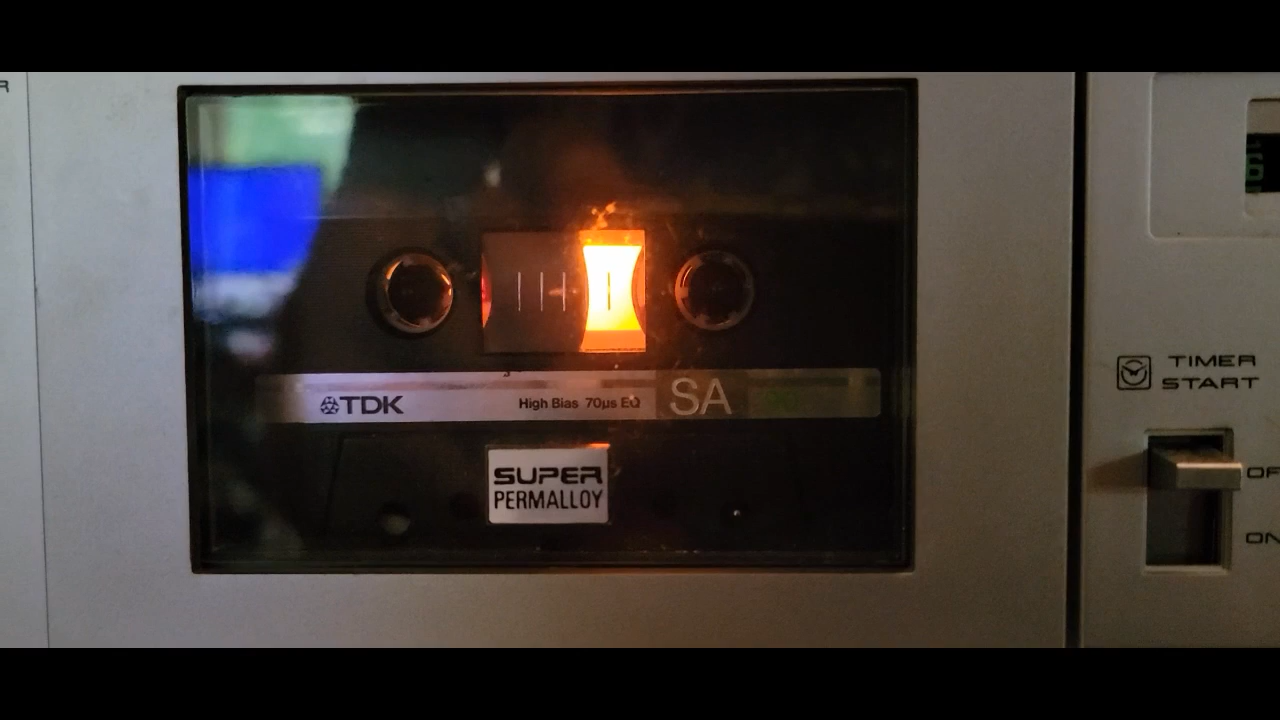 R
TDK
High Bias 70µs EQ
SA
SUPER
PERMALLOY
TIMER
START
OF
ON